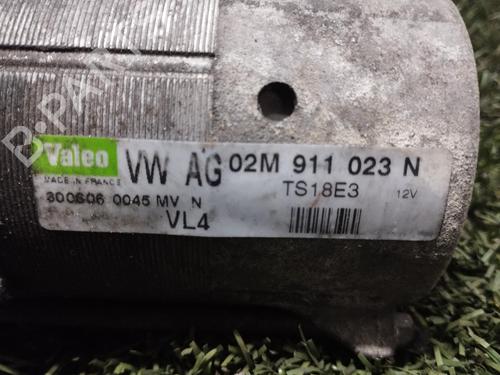 B-PARTS
Valeo VW AG 02M 911 023 N
MADE IN FRANCE TS18E3 12V
300606 0045 MV N
VL4